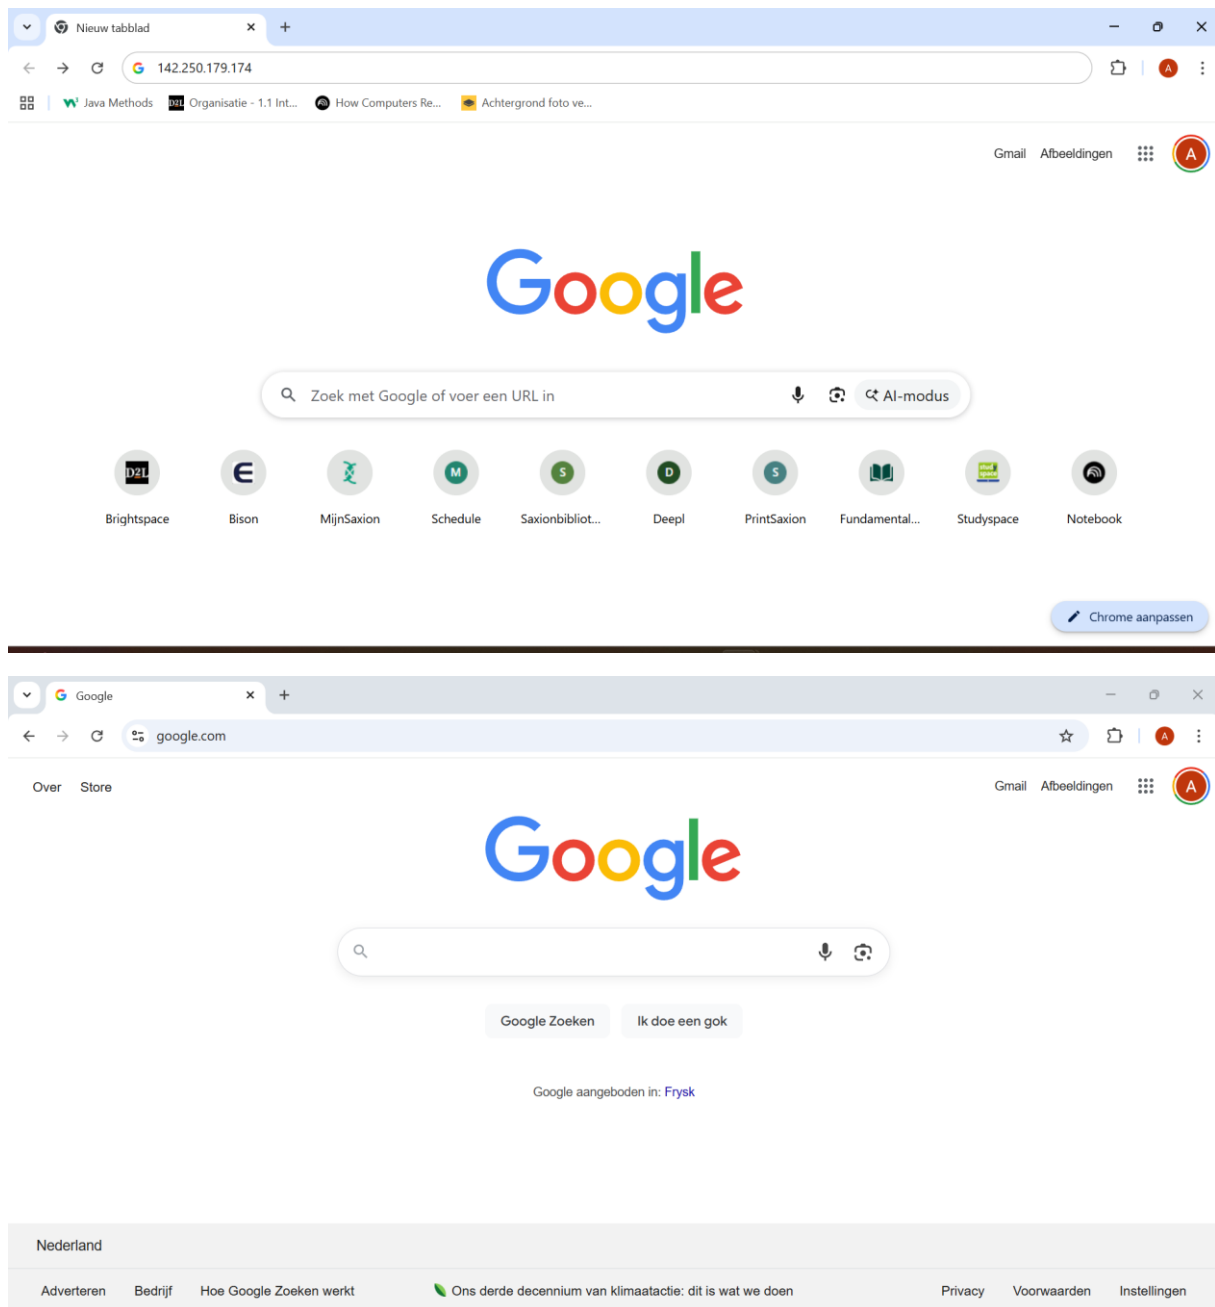 Nieuw tabblad
142.250.179.174
Java Methods D2L Organisatie - 1.1 Int... How Computers Re... Achtergrond foto ve...
Gmail Afbeeldingen A
Google
Zoek met Google of voer een URL in AI-modus
D2L M S D S
Brightspace Bison MijnSaxion Schedule Saxionbibliot... Deepl PrintSaxion Fundamental... Studyspace Notebook
Chrome aanpassen
Google
google.com A
Over Store Gmail Afbeeldingen A
Google
Google Zoeken Ik doe een gok
Google aangeboden in: Frysk
Nederland
Adverteren Bedrijf Hoe Google Zoeken werkt Ons derde decennium van klimaatactie: dit is wat we doen Privacy Voorwaarden Instellingen